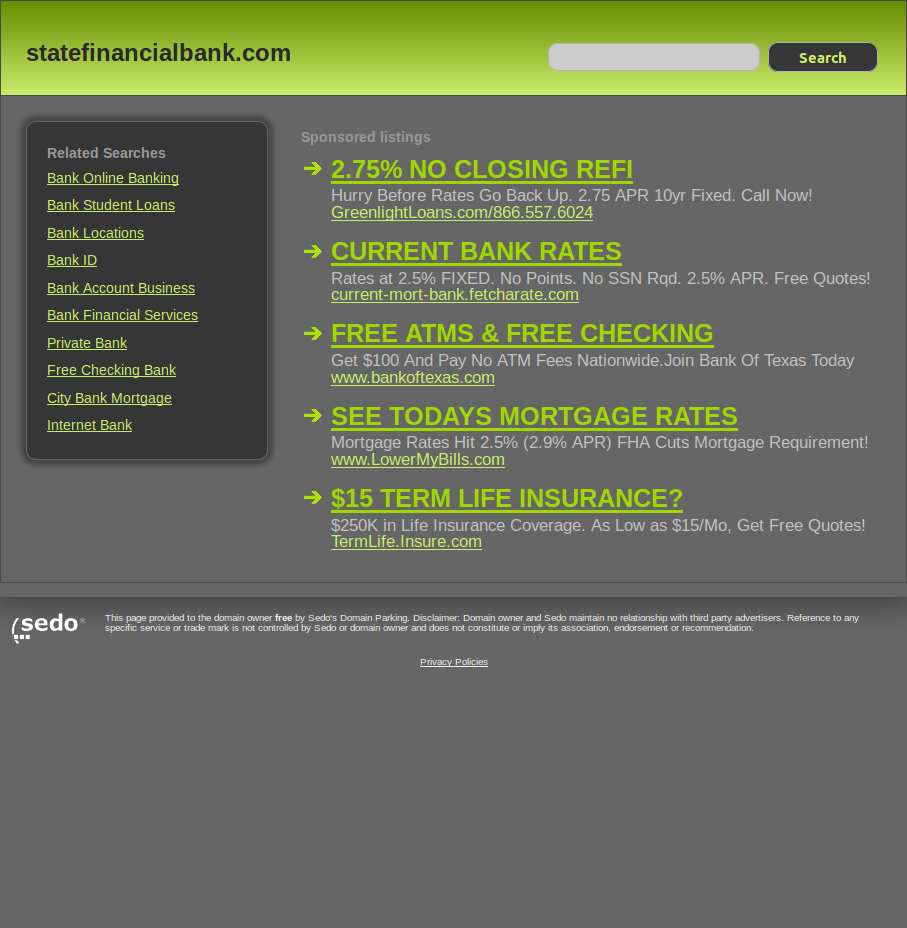 statefinancialbank.com
Search
Related Searches
Bank Online Banking
Bank Student Loans
Bank Locations
Bank ID
Bank Account Business
Bank Financial Services
Private Bank
Free Checking Bank
City Bank Mortgage
Internet Bank
Sponsored listings
2.75% NO CLOSING REFI
Hurry Before Rates Go Back Up. 2.75 APR 10yr Fixed. Call Now!
GreenlightLoans.com/866.557.6024
CURRENT BANK RATES
Rates at 2.5% FIXED. No Points. No SSN Rqd. 2.5% APR. Free Quotes!
current-mort-bank.fetcharate.com
FREE ATMS & FREE CHECKING
Get $100 And Pay No ATM Fees Nationwide.Join Bank Of Texas Today
www.bankoftexas.com
SEE TODAYS MORTGAGE RATES
Mortgage Rates Hit 2.5% (2.9% APR) FHA Cuts Mortgage Requirement!
www.LowerMyBills.com
$15 TERM LIFE INSURANCE?
$250K in Life Insurance Coverage. As Low as $15/Mo, Get Free Quotes!
TermLife.Insure.com
sedo®
This page provided to the domain owner free by Sedo's Domain Parking. Disclaimer: Domain owner and Sedo maintain no relationship with third party advertisers. Reference to any
specific service or trade mark is not controlled by Sedo or domain owner and does not constitute or imply its association, endorsement or recommendation.
Privacy Policies